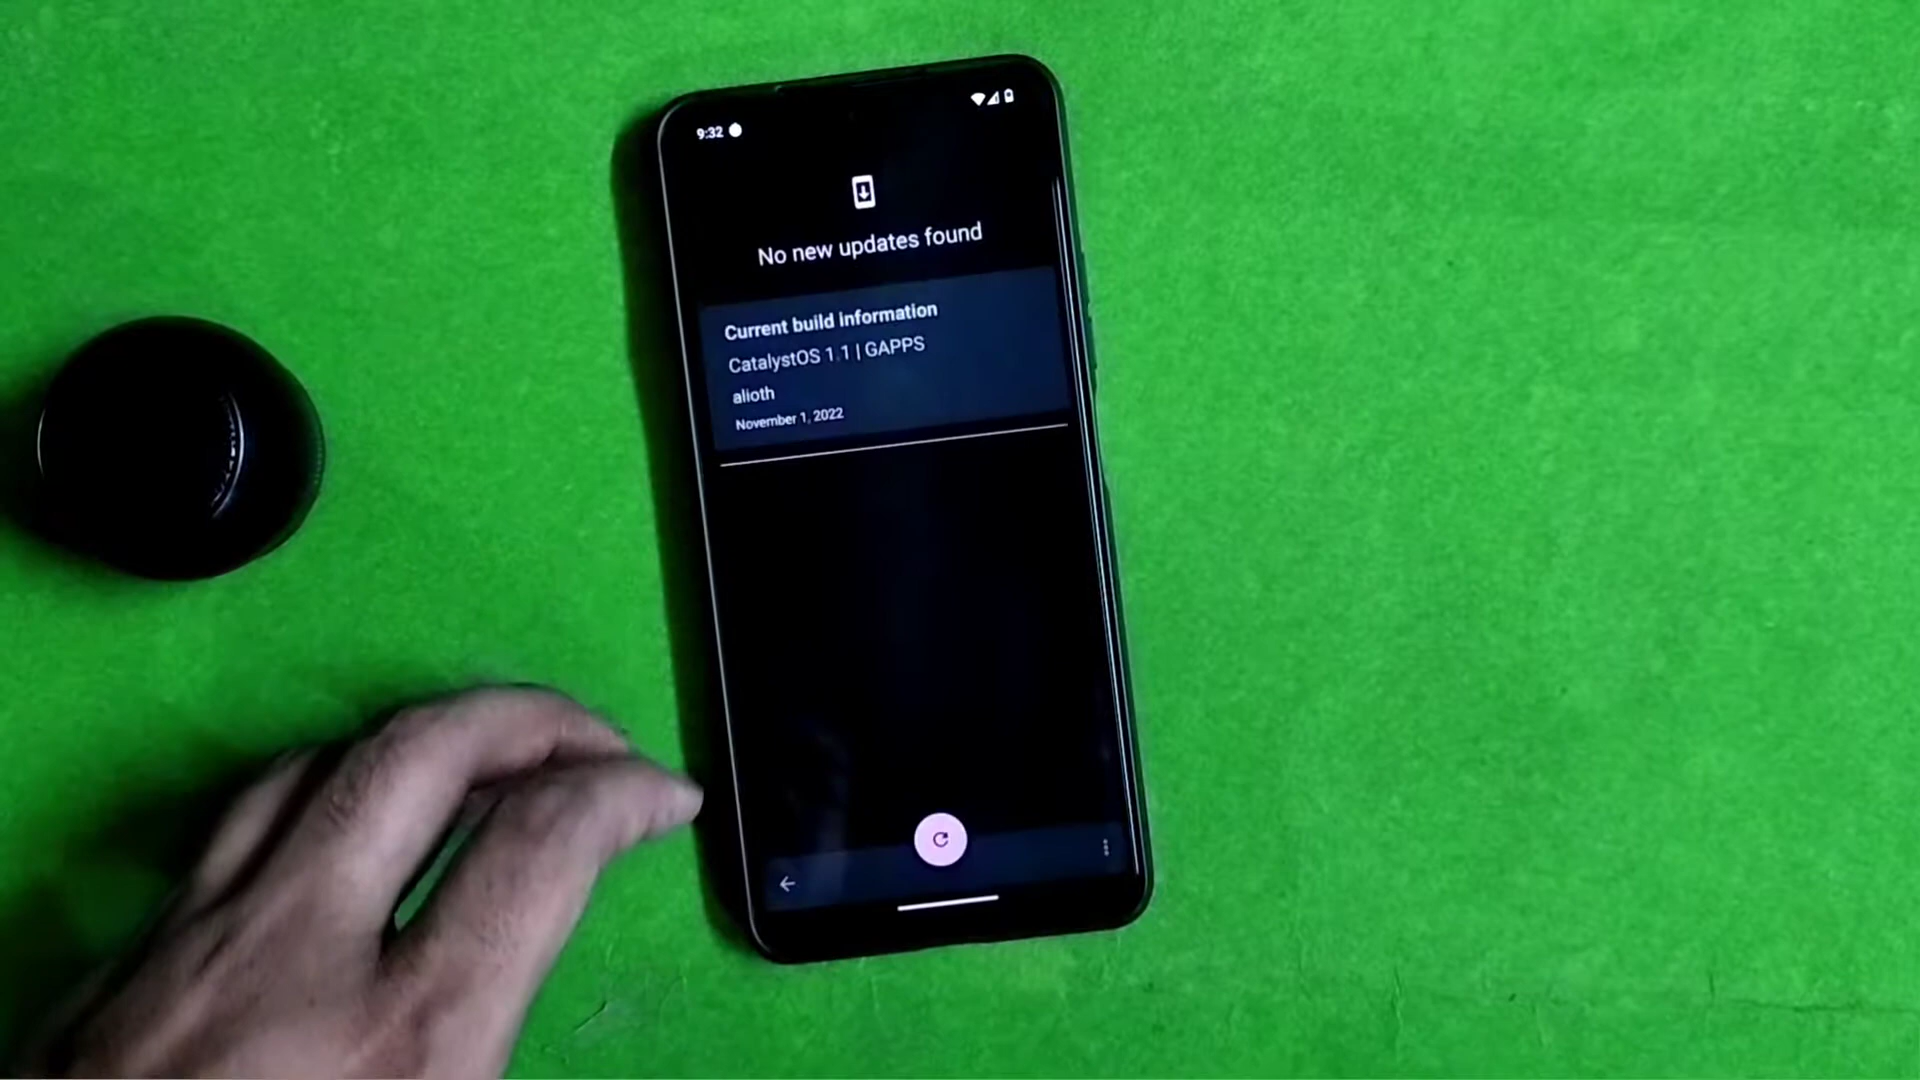 9:32
No new updates found
Current build information
CatalystOS 1.1 | GAPPS
alioth
November 1, 2022